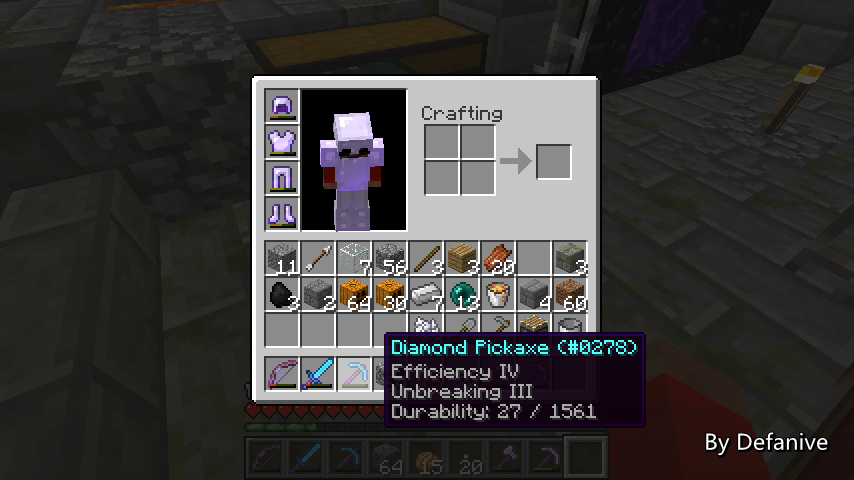 Crafting
11 7 56 3 3 20 3
3 2 64 30 7 13 4 60
Diamond Pickaxe (#0278)
Efficiency IV
Unbreaking III
Durability: 27 / 1561
64 15 20
By Defanive